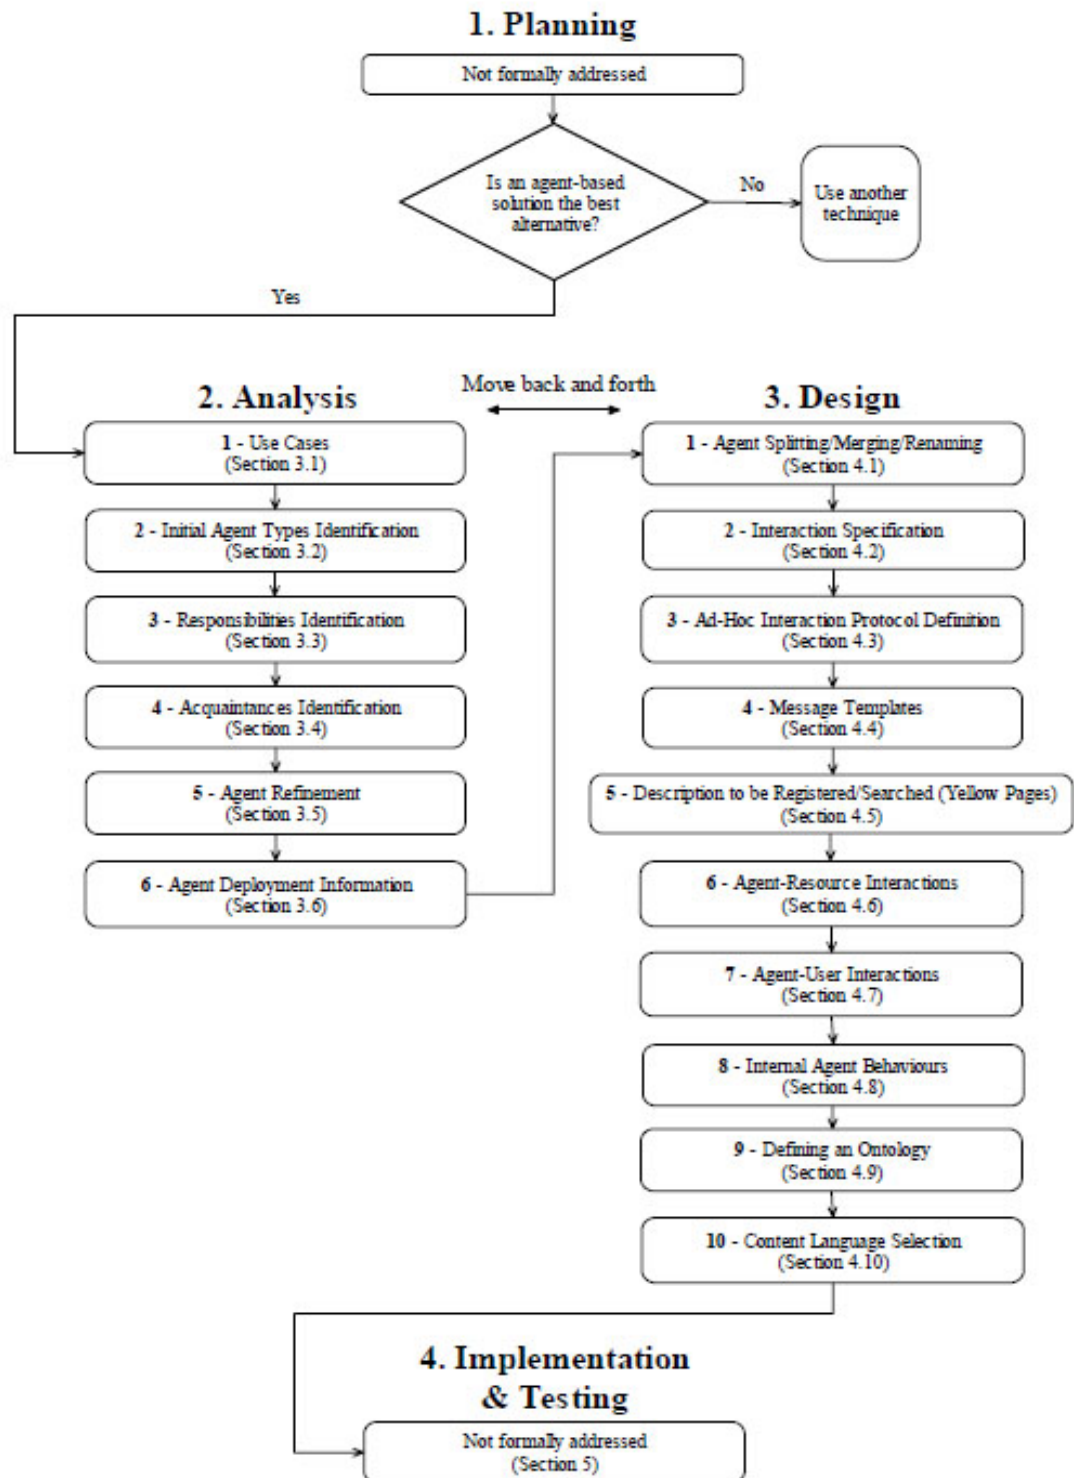 1. Planning
Not formally addressed
Is an agent-based
solution the best
alternative?
No
Use another
technique
Yes
Move back and forth
2. Analysis
1 - Use Cases
(Section 3.1)
2 - Initial Agent Types Identification
(Section 3.2)
3 - Responsibilities Identification
(Section 3.3)
4 - Acquaintances Identification
(Section 3.4)
5 - Agent Refinement
(Section 3.5)
6 - Agent Deployment Information
(Section 3.6)
3. Design
1 - Agent Splitting/Merging/Renaming
(Section 4.1)
2 - Interaction Specification
(Section 4.2)
3 - Ad-Hoc Interaction Protocol Definition
(Section 4.3)
4 - Message Templates
(Section 4.4)
5 - Description to be Registered/Searched (Yellow Pages)
(Section 4.5)
6 - Agent-Resource Interactions
(Section 4.6)
7 - Agent-User Interactions
(Section 4.7)
8 - Internal Agent Behaviours
(Section 4.8)
9 - Defining an Ontology
(Section 4.9)
10 - Content Language Selection
(Section 4.10)
4. Implementation
& Testing
Not formally addressed
(Section 5)